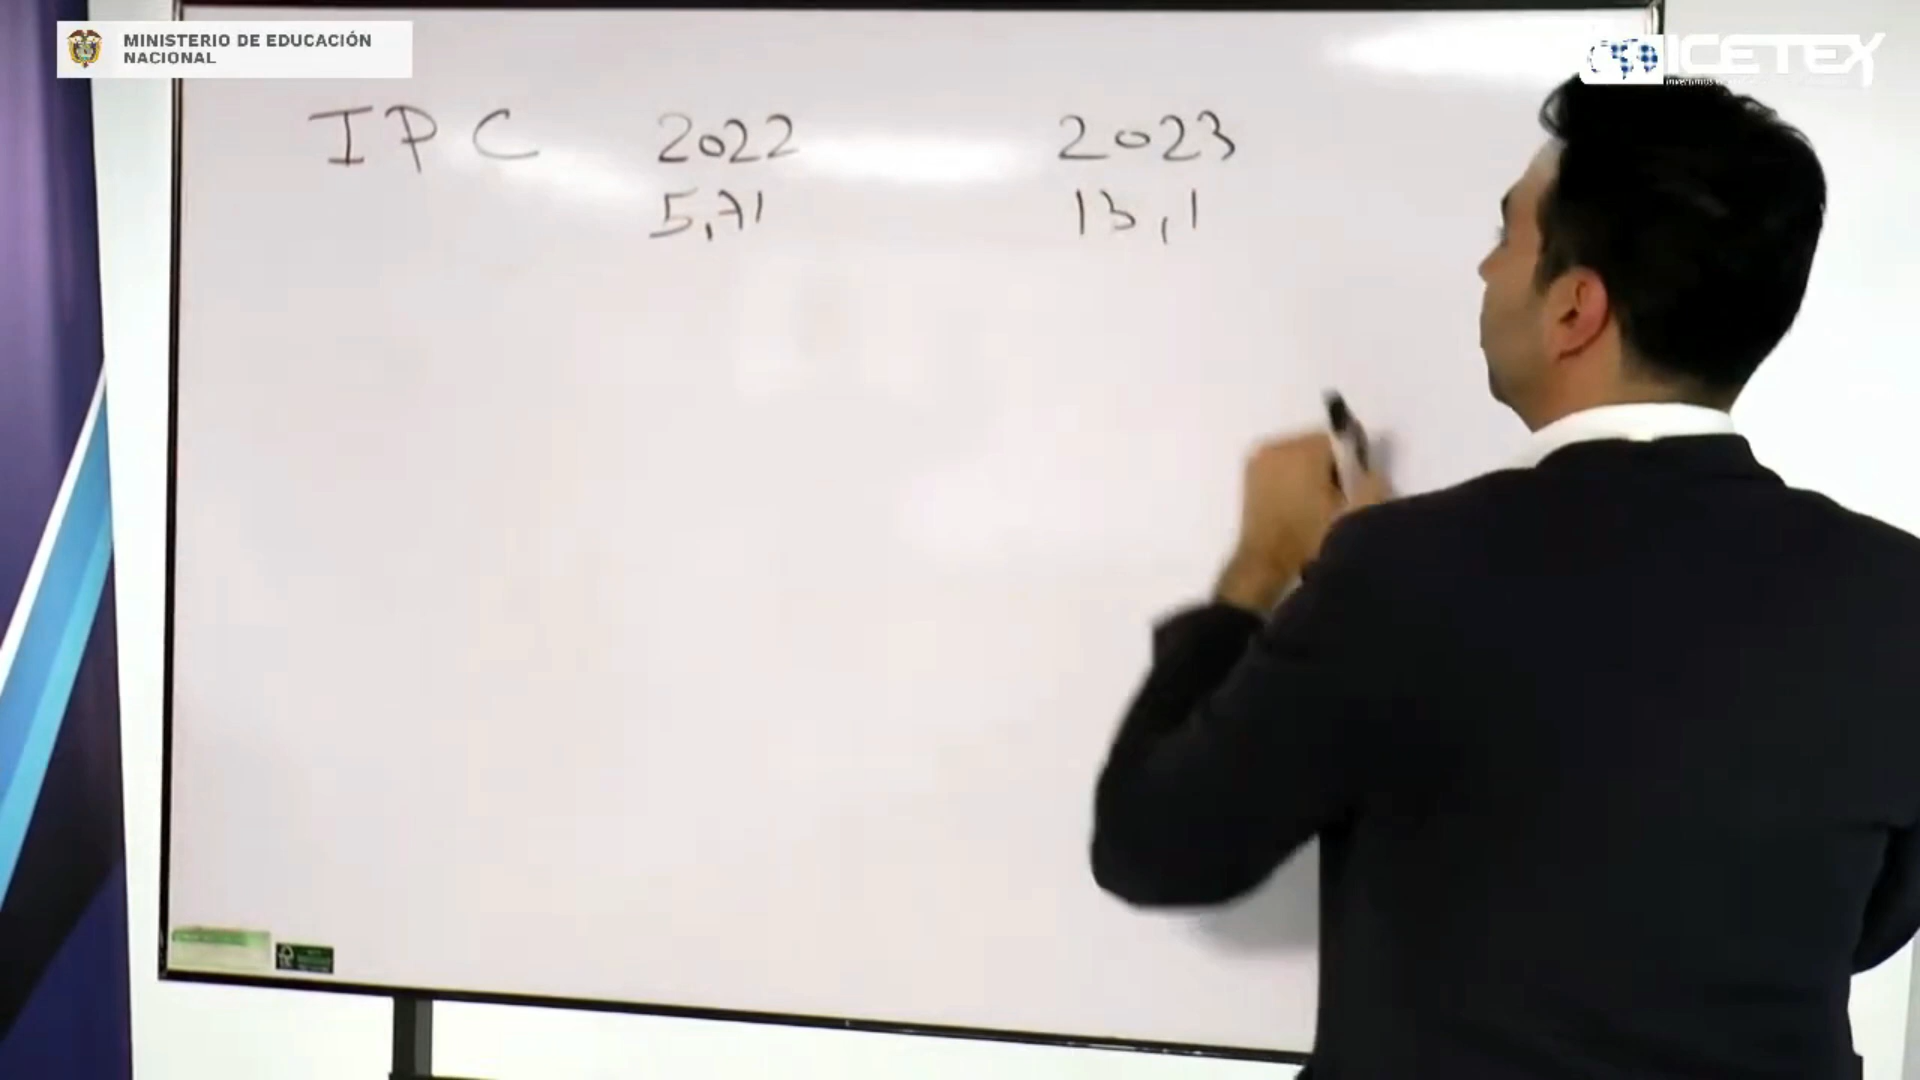 MINISTERIO DE EDUCACIÓN
NACIONAL
ICETEX
IPC 2022 2023
5,71 13,1